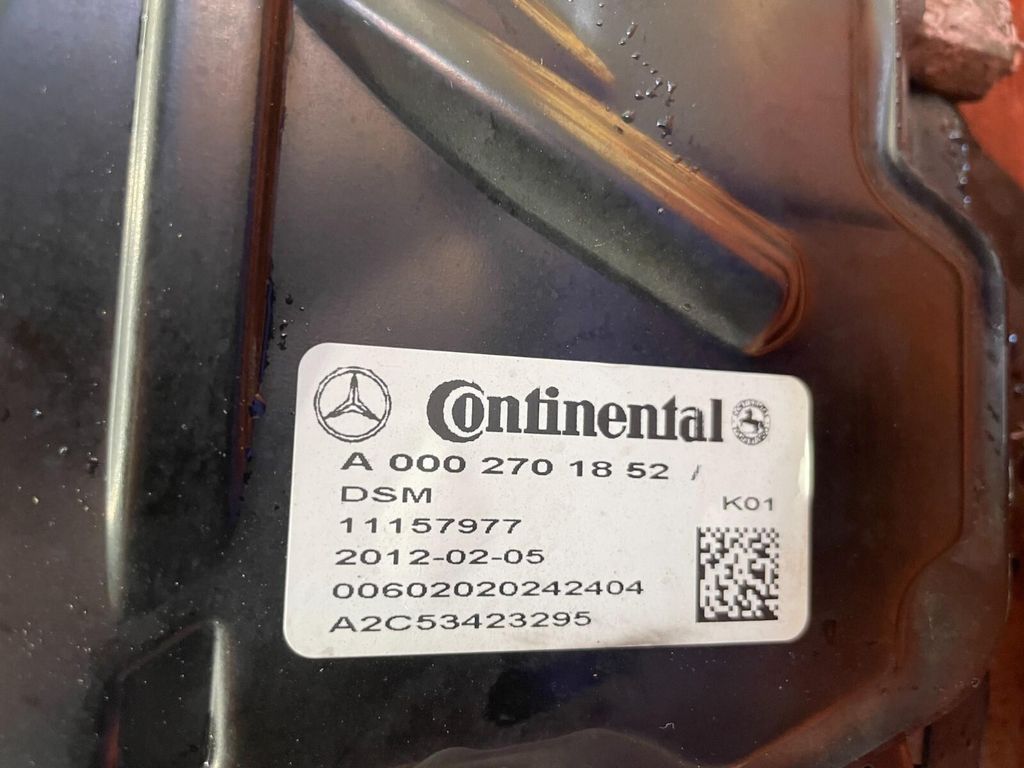 Continental
A 000 270 18 52 /
DSM
K01
11157977
2012-02-05
00602020242404
A2C53423295